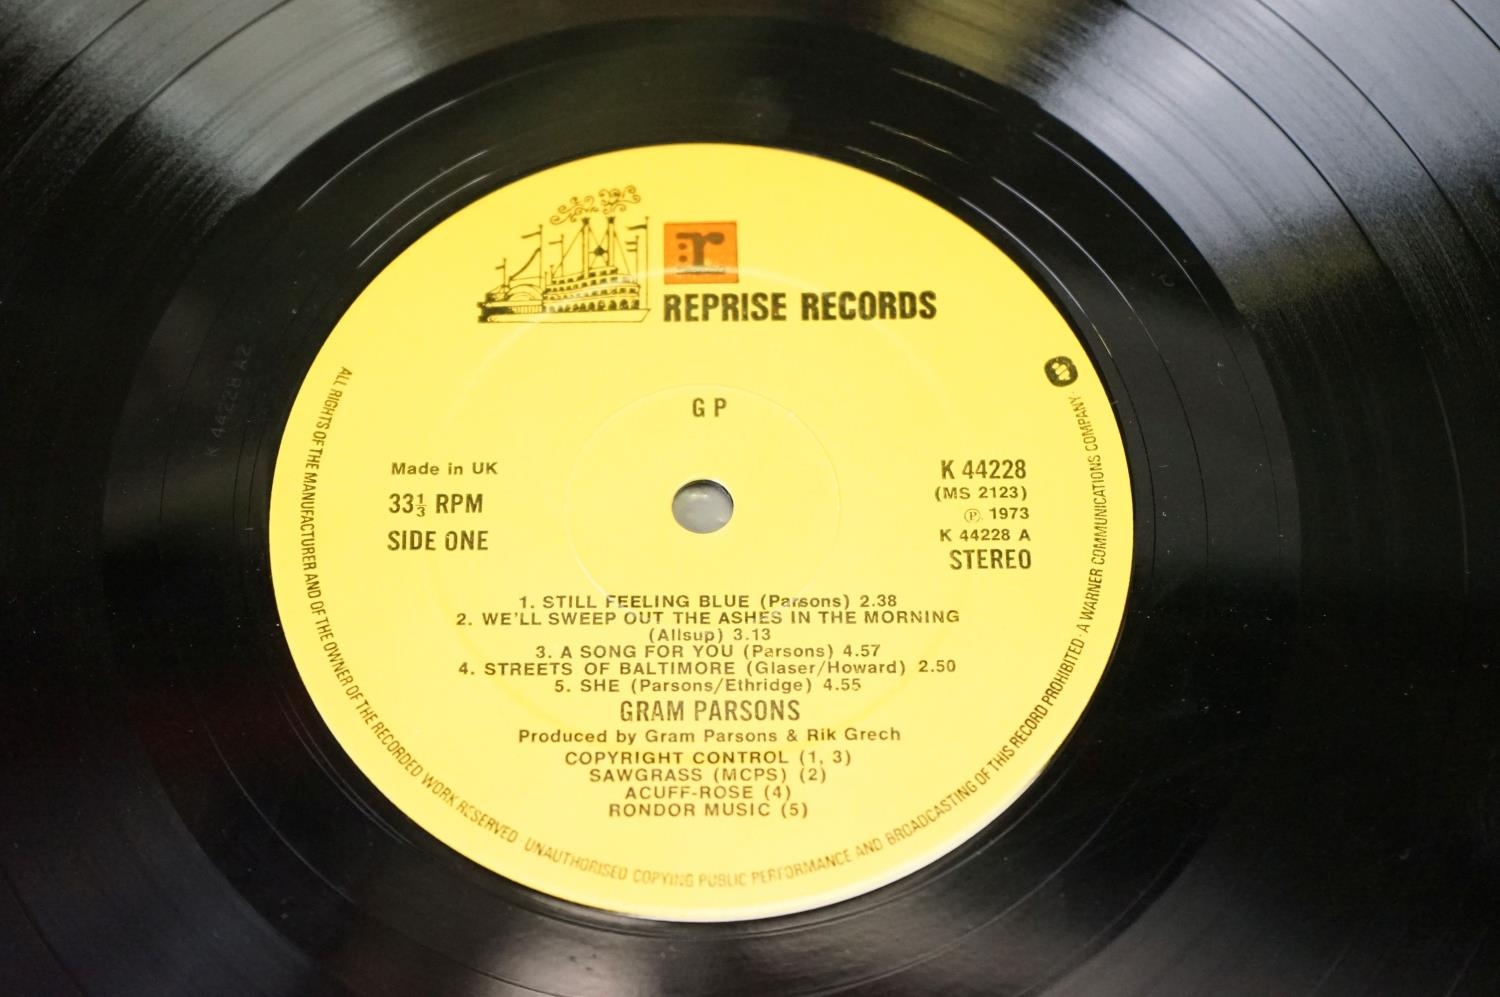 r
REPRISE RECORDS
G P
Made in UK
33⅓ RPM
SIDE ONE
K 44228
(MS 2123)
Ⓟ 1973
K 44228 A
STEREO
1. STILL FEELING BLUE (Parsons) 2.38
2. WE'LL SWEEP OUT THE ASHES IN THE MORNING
(Allsup) 3.13
3. A SONG FOR YOU (Parsons) 4.57
4. STREETS OF BALTIMORE (Glaser/Howard) 2.50
5. SHE (Parsons/Ethridge) 4.55
GRAM PARSONS
Produced by Gram Parsons & Rik Grech
COPYRIGHT CONTROL (1, 3)
SAWGRASS (MCPS) (2)
ACUFF-ROSE (4)
RONDOR MUSIC (5)
ALL RIGHTS OF THE MANUFACTURER AND OF THE OWNER OF THE RECORDED WORK RESERVED · UNAUTHORISED COPYING PUBLIC PERFORMANCE AND BROADCASTING OF THIS RECORD PROHIBITED · A WARNER COMMUNICATIONS COMPANY ·
K 44228 A2